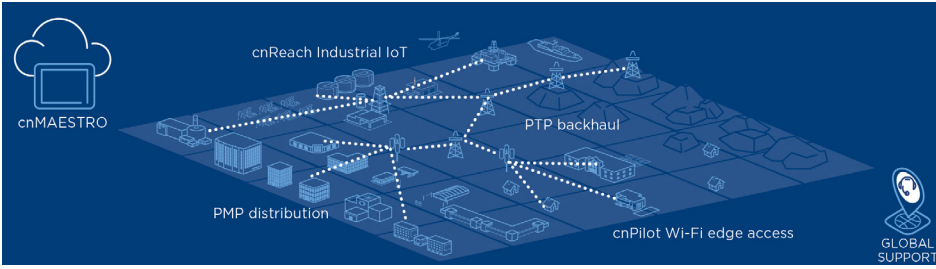 cnReach Industrial IoT
cnMAESTRO
PTP backhaul
PMP distribution
cnPilot Wi-Fi edge access
GLOBAL
SUPPORT